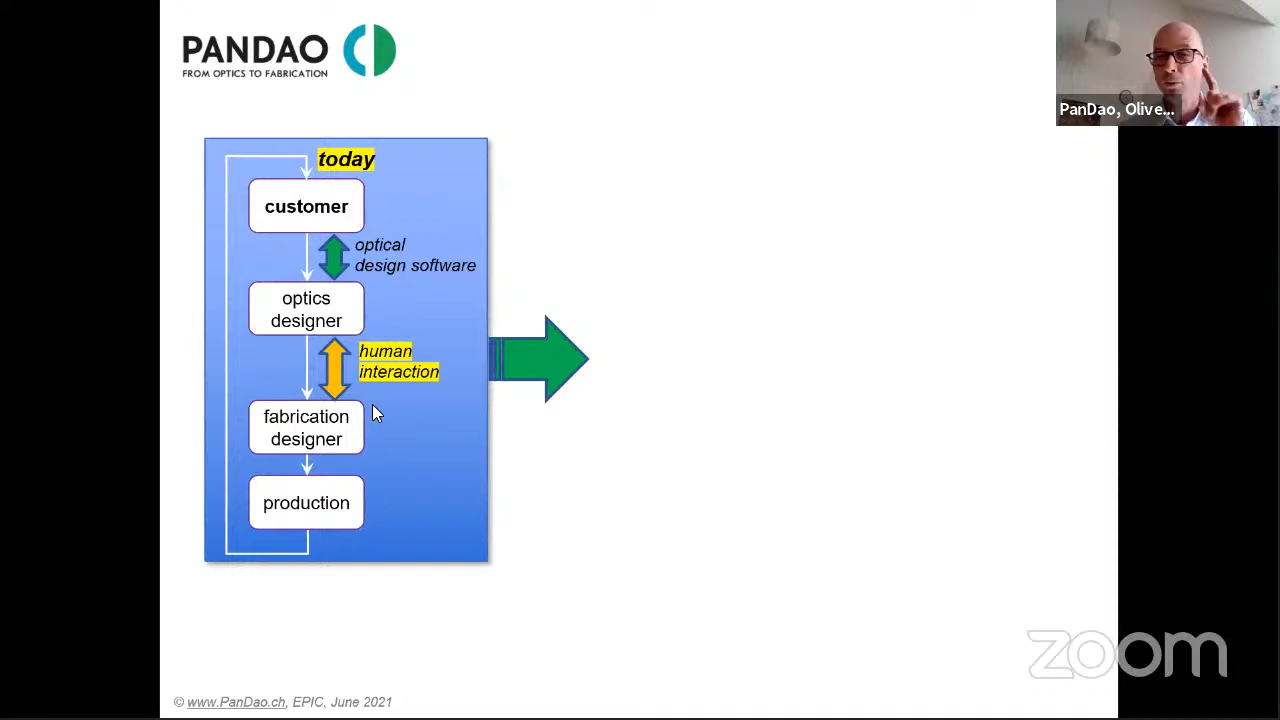 PANDAO
FROM OPTICS TO FABRICATION
PanDao, Olive...
today
customer
optical
design software
optics
designer
human
interaction
fabrication
designer
production
zoom
© www.PanDao.ch, EPIC, June 2021